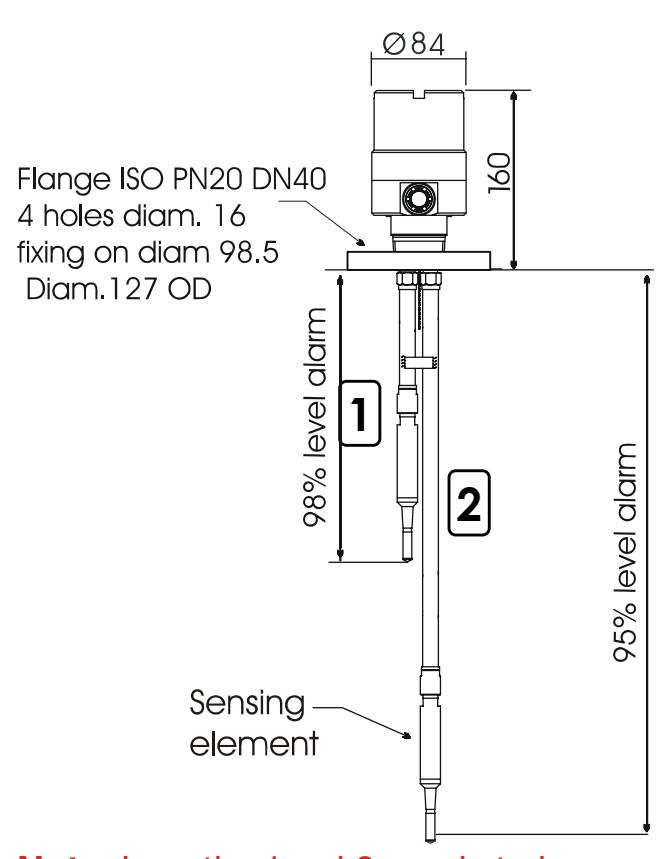 Ø84
160
Flange ISO PN20 DN40
4 holes diam. 16
fixing on diam 98.5
Diam.127 OD
98% level alarm
1
2
95% level alarm
Sensing
element